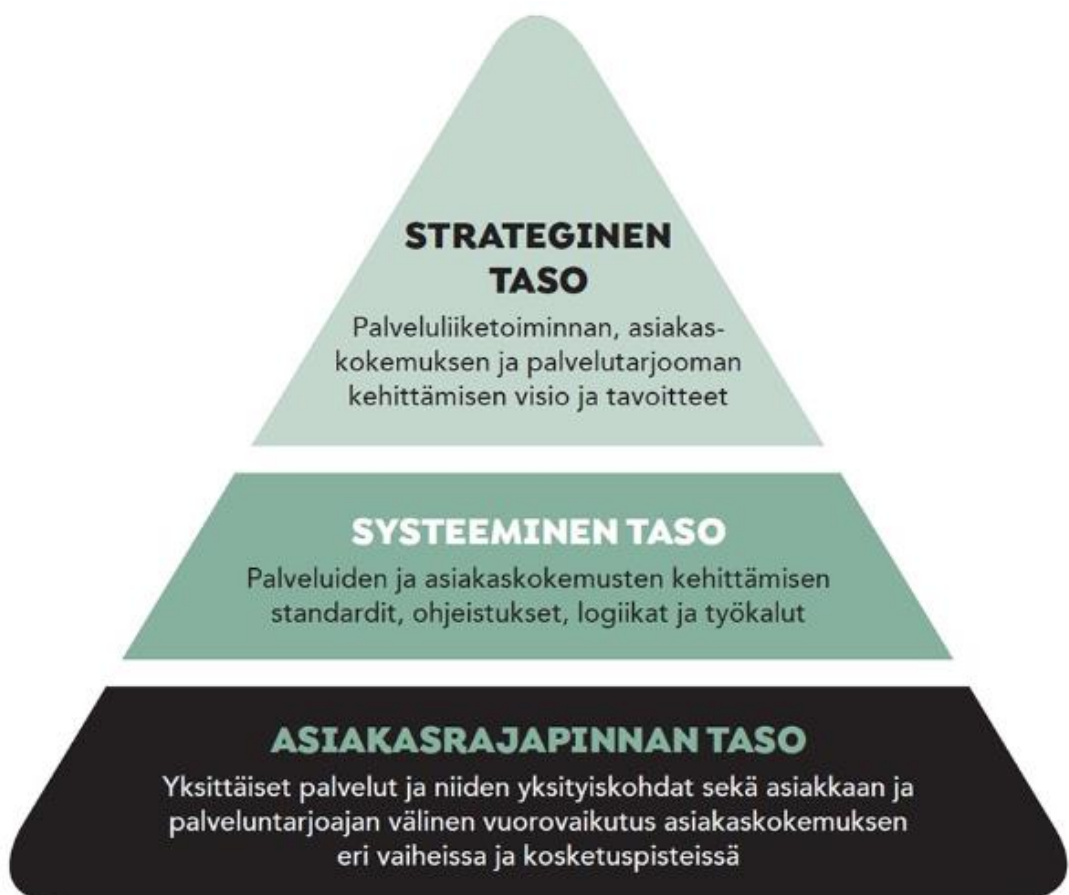 STRATEGINEN
TASO
Palveluliiketoiminnan, asiakas-
kokemuksen ja palvelutarjooman
kehittämisen visio ja tavoitteet
SYSTEEMINEN TASO
Palveluiden ja asiakaskokemusten kehittämisen
standardit, ohjeistukset, logiikat ja työkalut
ASIAKASRAJAPINNAN TASO
Yksittäiset palvelut ja niiden yksityiskohdat sekä asiakkaan ja
palveluntarjoajan välinen vuorovaikutus asiakaskokemuksen
eri vaiheissa ja kosketuspisteissä